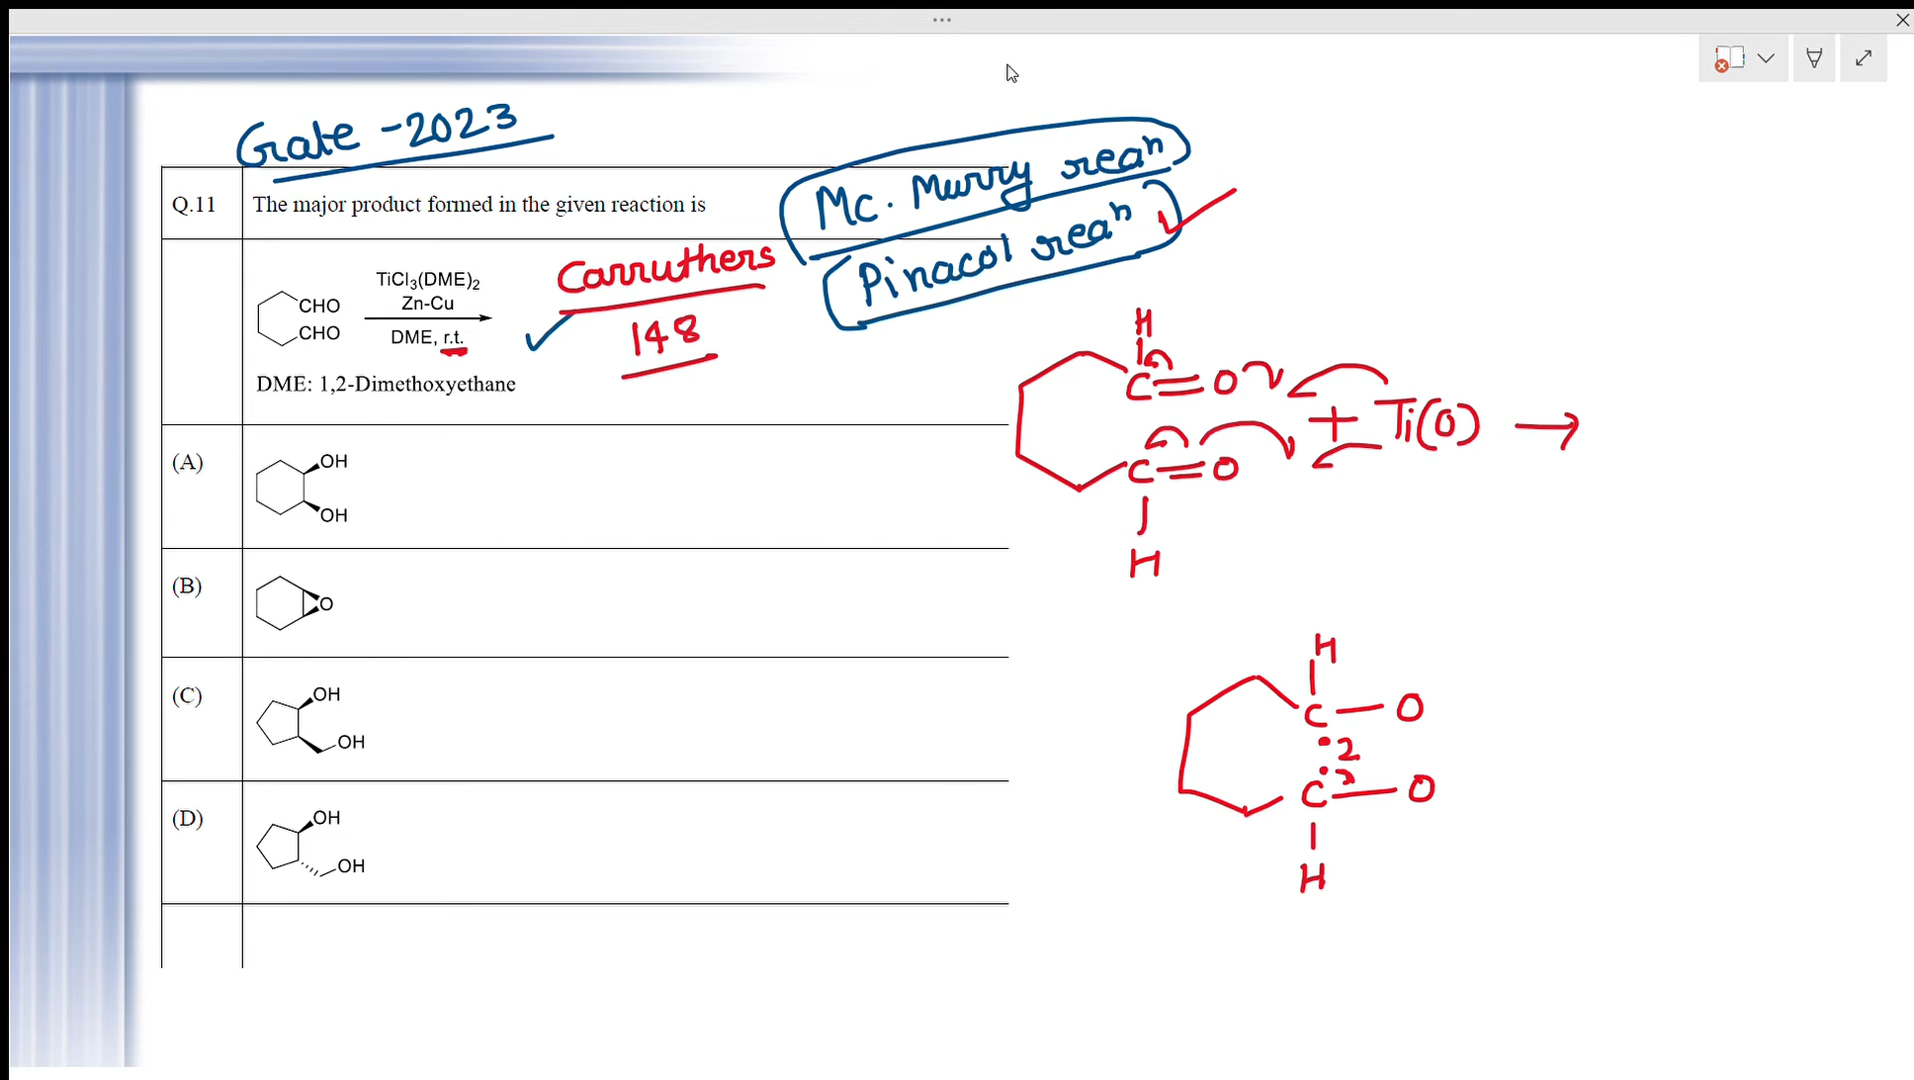 Gate -2023
Mc. Murry reaⁿ
Pinacol reaⁿ
Q.11 The major product formed in the given reaction is
Carruthers
148
CHO
CHO
TiCl₃(DME)₂
Zn-Cu
DME, r.t.
DME: 1,2-Dimethoxyethane
(A)
OH
OH
(B)
O
(C)
OH
OH
(D)
OH
OH
H
C=O
+ Ti(0) →
C=O
H
H
C—O
2
2
C—O
H